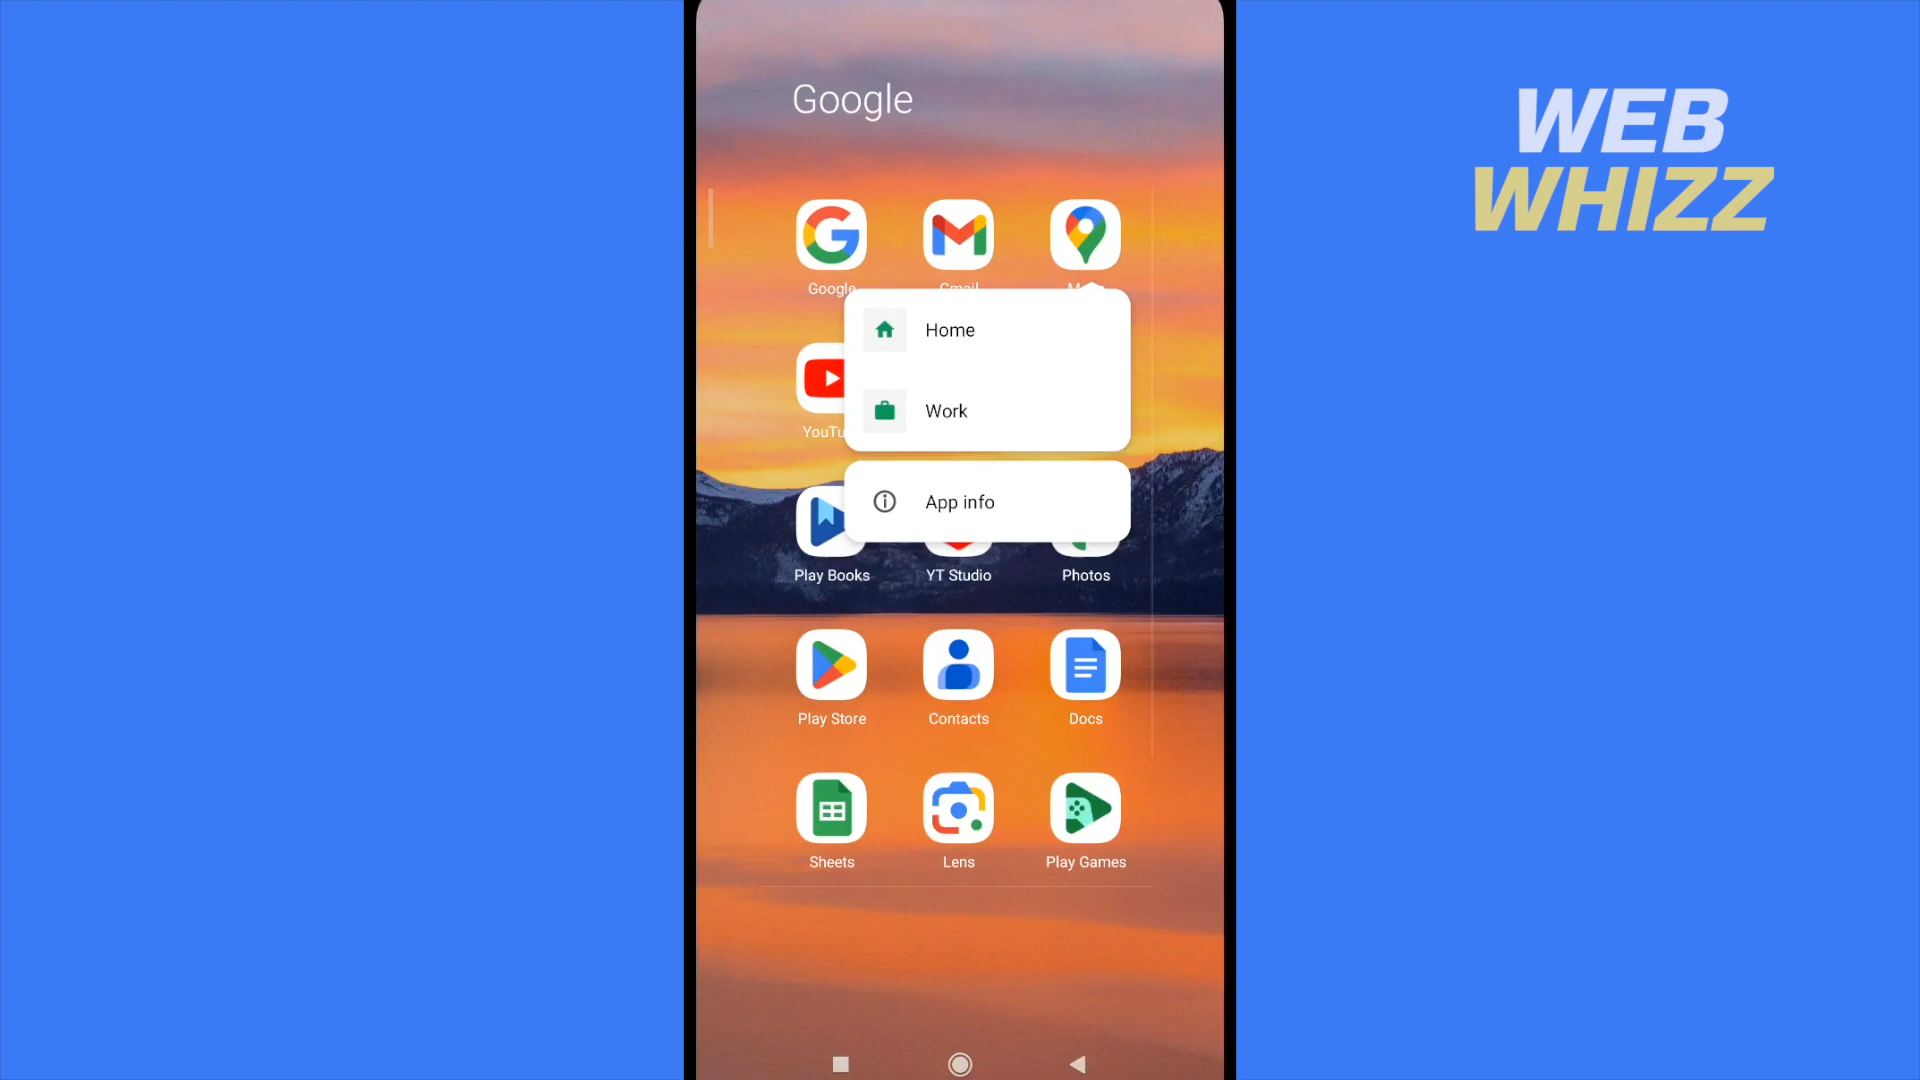 WEB
WHIZZ
Google
Google
Home
Work
App info
Play Books YT Studio Photos
Play Store Contacts Docs
Sheets Lens Play Games